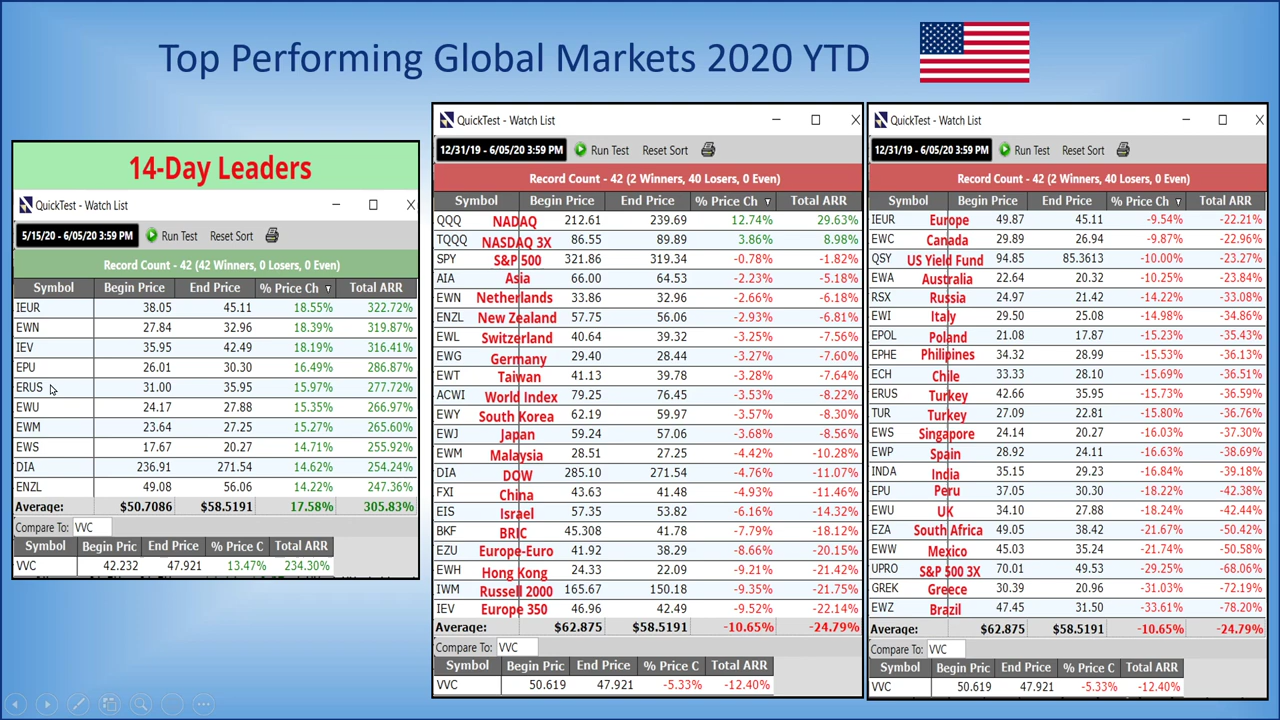 Top Performing Global Markets 2020 YTD
14-Day Leaders
QuickTest - Watch List
5/15/20 - 6/05/20 3:59 PM Run Test Reset Sort
Record Count - 42 (42 Winners, 0 Losers, 0 Even)
Symbol Begin Price End Price % Price Ch Total ARR
IEUR 38.05 45.11 18.55% 322.72%
EWN 27.84 32.96 18.39% 319.87%
IEV 35.95 42.49 18.19% 316.41%
EPU 26.01 30.30 16.49% 286.87%
ERUS 31.00 35.95 15.97% 277.72%
EWU 24.17 27.88 15.35% 266.97%
EWM 23.64 27.25 15.27% 265.60%
EWS 17.67 20.27 14.71% 255.92%
DIA 236.91 271.54 14.62% 254.24%
ENZL 49.08 56.06 14.22% 247.36%
Average: $50.7086 $58.5191 17.58% 305.83%
Compare To: VVC
Symbol Begin Pric End Price % Price C Total ARR
VVC 42.232 47.921 13.47% 234.30%
QuickTest - Watch List
12/31/19 - 6/05/20 3:59 PM Run Test Reset Sort
Record Count - 42 (2 Winners, 40 Losers, 0 Even)
Symbol Begin Price End Price % Price Ch Total ARR
QQQ NADAQ 212.61 239.69 12.74% 29.63%
TQQQ NASDAQ 3X 86.55 89.89 3.86% 8.98%
SPY S&P 500 321.86 319.34 -0.78% -1.82%
AIA Asia 66.00 64.53 -2.23% -5.18%
EWN Netherlands 33.86 32.96 -2.66% -6.18%
ENZL New Zealand 57.75 56.06 -2.93% -6.81%
EWL Switzerland 40.64 39.32 -3.25% -7.56%
EWG Germany 29.40 28.44 -3.27% -7.60%
EWT Taiwan 41.13 39.78 -3.28% -7.64%
ACWI World Index 79.25 76.45 -3.53% -8.22%
EWY South Korea 62.19 59.97 -3.57% -8.30%
EWJ Japan 59.24 57.06 -3.68% -8.56%
EWM Malaysia 28.51 27.25 -4.42% -10.28%
DIA DOW 285.10 271.54 -4.76% -11.07%
FXI China 43.63 41.48 -4.93% -11.46%
EIS Israel 57.35 53.82 -6.16% -14.32%
BKF BRIC 45.308 41.78 -7.79% -18.12%
EZU Europe-Euro 41.92 38.29 -8.66% -20.15%
EWH Hong Kong 24.33 22.09 -9.21% -21.42%
IWM Russell 2000 165.67 150.18 -9.35% -21.75%
IEV Europe 350 46.96 42.49 -9.52% -22.14%
Average: $62.875 $58.5191 -10.65% -24.79%
Compare To: VVC
Symbol Begin Pric End Price % Price C Total ARR
VVC 50.619 47.921 -5.33% -12.40%
QuickTest - Watch List
12/31/19 - 6/05/20 3:59 PM Run Test Reset Sort
Record Count - 42 (2 Winners, 40 Losers, 0 Even)
Symbol Begin Price End Price % Price Ch Total ARR
IEUR Europe 49.87 45.11 -9.54% -22.21%
EWC Canada 29.89 26.94 -9.87% -22.96%
QSY US Yield Fund 94.85 85.3613 -10.00% -23.27%
EWA Australia 22.64 20.32 -10.25% -23.84%
RSX Russia 24.97 21.42 -14.22% -33.08%
EWI Italy 29.50 25.08 -14.98% -34.86%
EPOL Poland 21.08 17.87 -15.23% -35.43%
EPHE Philipines 34.32 28.99 -15.53% -36.13%
ECH Chile 33.33 28.10 -15.69% -36.51%
ERUS Turkey 42.66 35.95 -15.73% -36.59%
TUR Turkey 27.09 22.81 -15.80% -36.76%
EWS Singapore 24.14 20.27 -16.03% -37.30%
EWP Spain 28.92 24.11 -16.63% -38.69%
INDA India 35.15 29.23 -16.84% -39.18%
EPU Peru 37.05 30.30 -18.22% -42.38%
EWU UK 34.10 27.88 -18.24% -42.44%
EZA South Africa 49.05 38.42 -21.67% -50.42%
EWW Mexico 45.03 35.24 -21.74% -50.58%
UPRO S&P 500 3X 70.01 49.53 -29.25% -68.06%
GREK Greece 30.39 20.96 -31.03% -72.19%
EWZ Brazil 47.45 31.50 -33.61% -78.20%
Average: $62.875 $58.5191 -10.65% -24.79%
Compare To: VVC
Symbol Begin Pric End Price % Price C Total ARR
VVC 50.619 47.921 -5.33% -12.40%